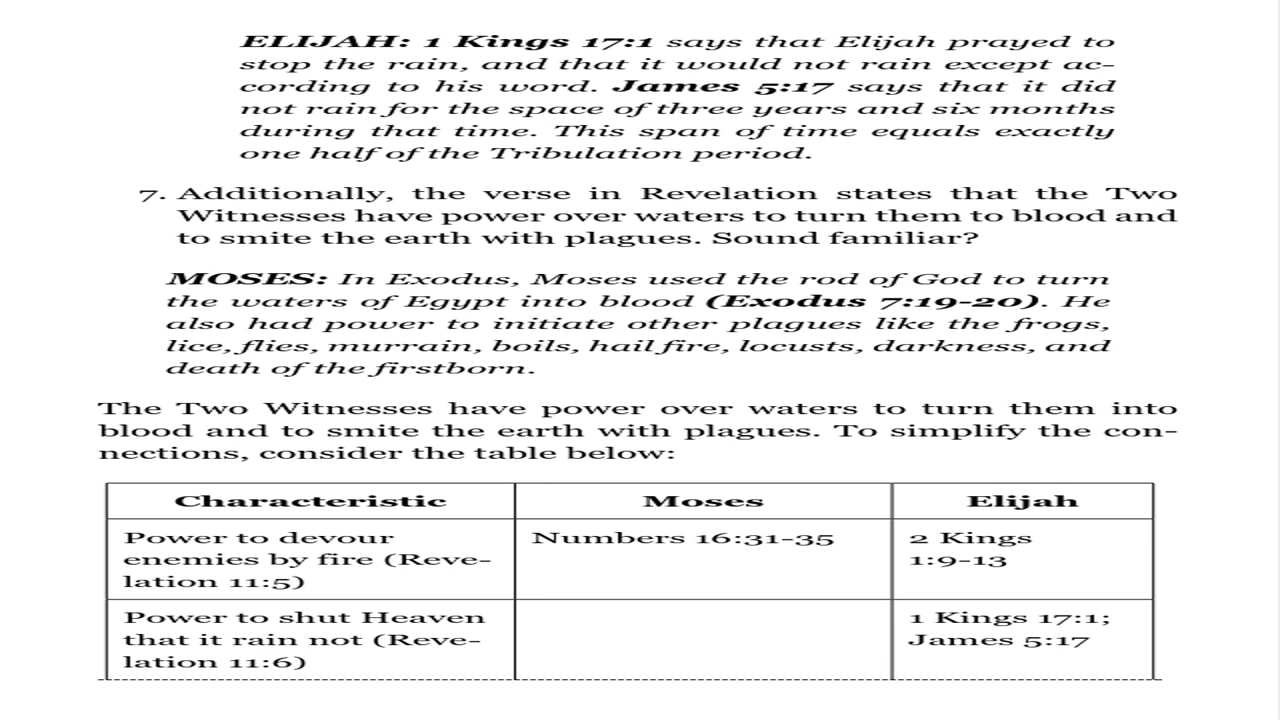 ELIJAH: 1 Kings 17:1 says that Elijah prayed to
stop the rain, and that it would not rain except ac-
cording to his word. James 5:17 says that it did
not rain for the space of three years and six months
during that time. This span of time equals exactly
one half of the Tribulation period.
7. Additionally, the verse in Revelation states that the Two
Witnesses have power over waters to turn them to blood and
to smite the earth with plagues. Sound familiar?
MOSES: In Exodus, Moses used the rod of God to turn
the waters of Egypt into blood (Exodus 7:19-20). He
also had power to initiate other plagues like the frogs,
lice, flies, murrain, boils, hail fire, locusts, darkness, and
death of the firstborn.
The Two Witnesses have power over waters to turn them into
blood and to smite the earth with plagues. To simplify the con-
nections, consider the table below:
Characteristic Moses Elijah
Power to devour Numbers 16:31-35 2 Kings
enemies by fire (Reve- 1:9-13
lation 11:5)
Power to shut Heaven 1 Kings 17:1;
that it rain not (Reve- James 5:17
lation 11:6)